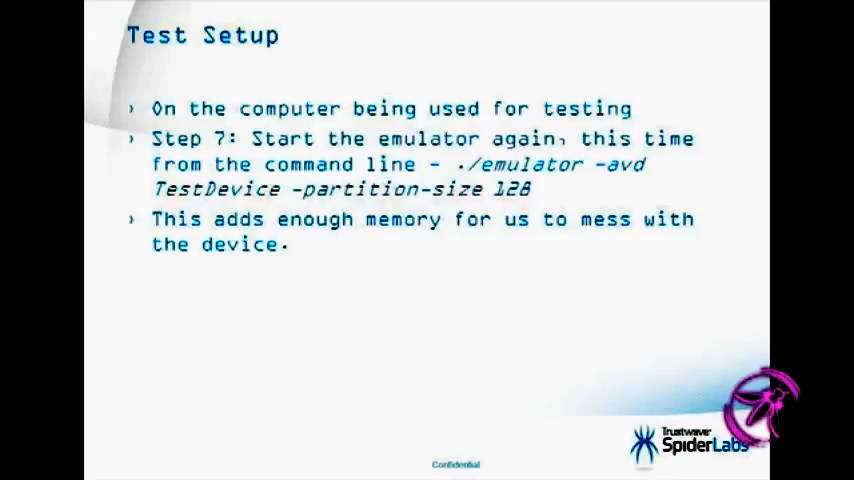 Test Setup
› On the computer being used for testing
› Step 7: Start the emulator again, this time
from the command line - ./emulator -avd
TestDevice -partition-size 128
› This adds enough memory for us to mess with
the device.
Trustwave®
SpiderLabs
Confidential